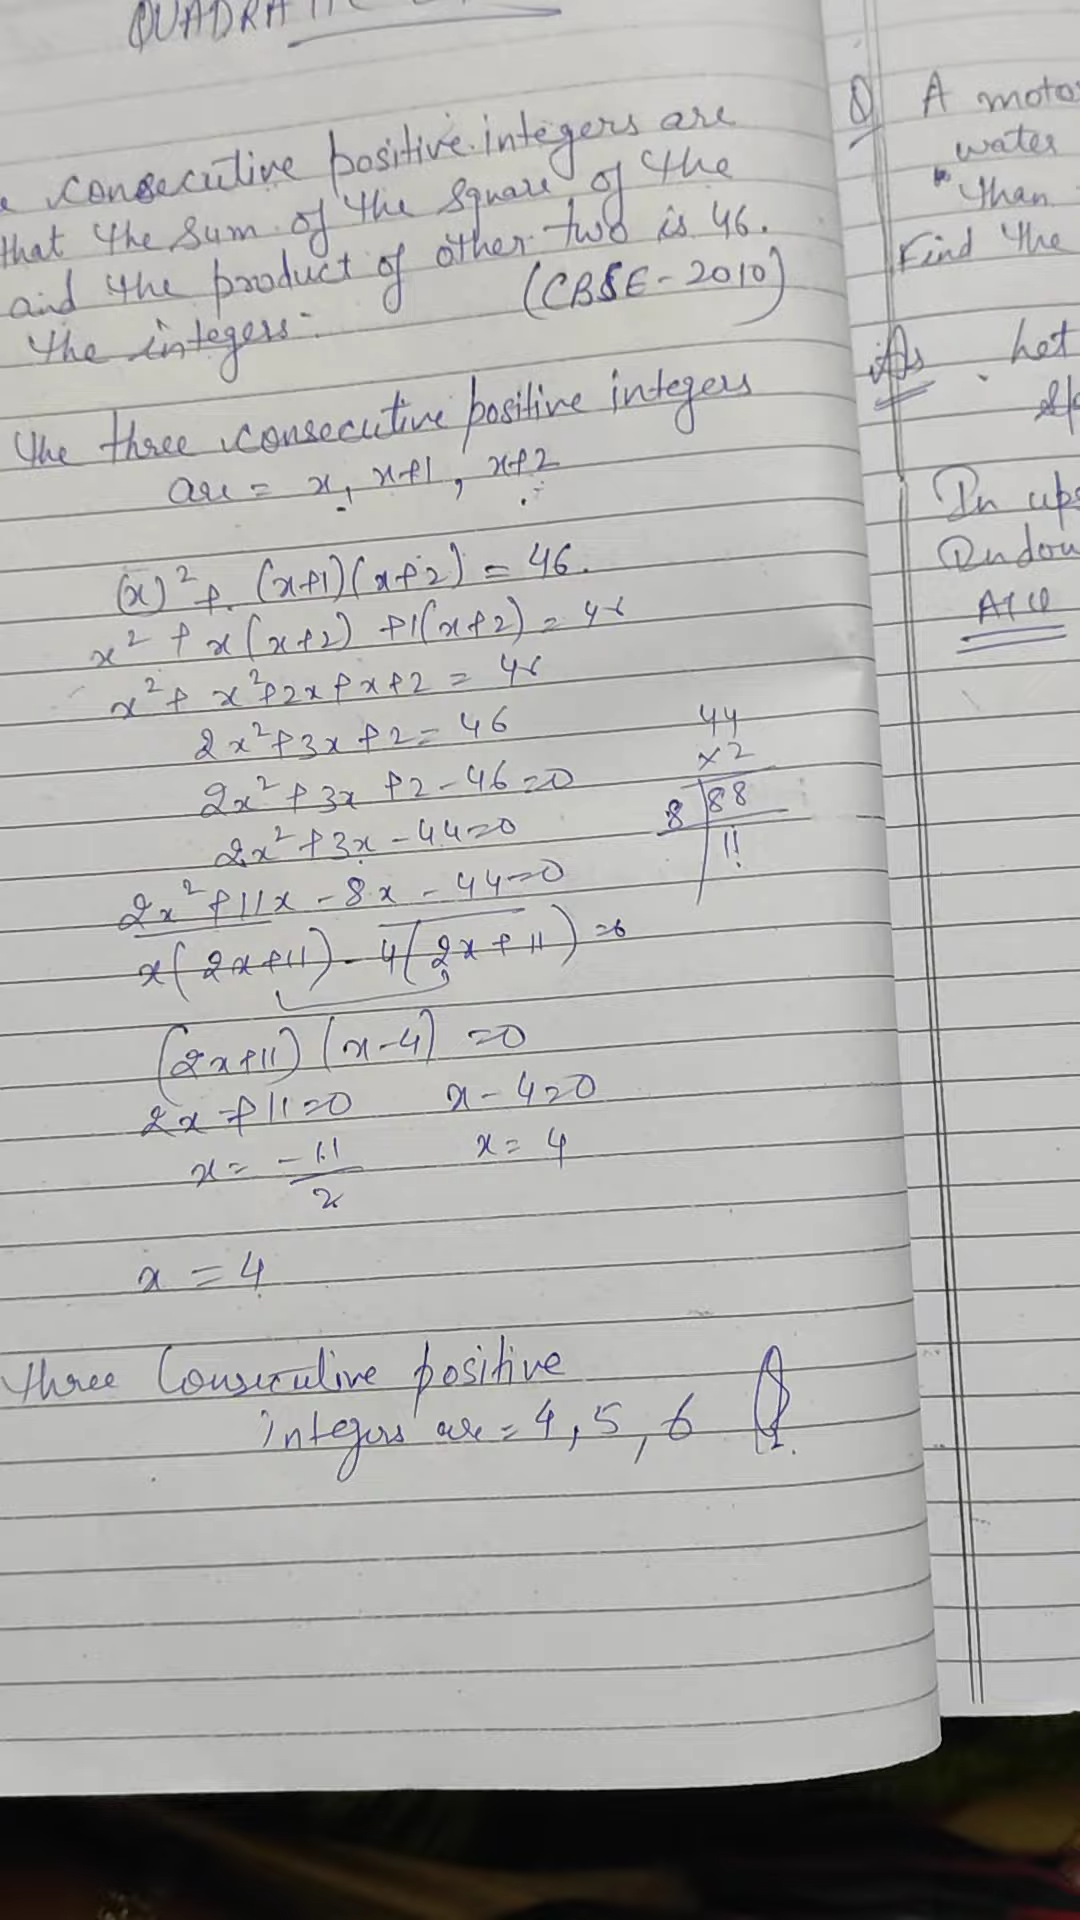 QUADRA
consecutive positive integers are
that the sum of the square of the
and the product of other two is 46.
the integers. (CBSE-2010)
the three consecutive positive integers
are = x, x+1, x+2
(x)² + (x+1)(x+2) = 46.
x² + x(x+2) +1(x+2) = 46
x² + x²+2x+x+2 = 46
2x²+3x+2 = 46
2x²+3x+2-46=0
2x²+3x-44=0
2x²+11x-8x-44=0
x(2x+11)-4(2x+11)=0
(2x+11)(x-4)=0
2x+11=0 x-4=0
x = -11/2 x = 4
x = 4
three Consecutive positive
integers are = 4, 5, 6
44
×2
8 | 88
11
Q A moto
water
than
Find the
As Let
In ups